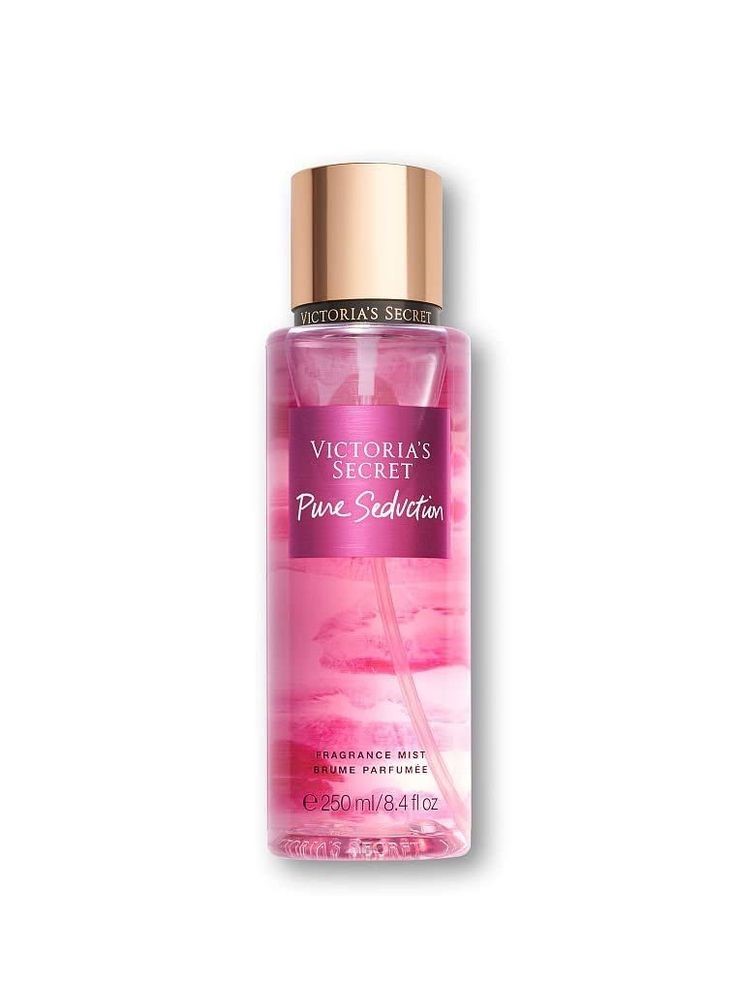 VICTORIA'S SECRET
VICTORIA'S
SECRET
Pure Seduction
FRAGRANCE MIST
BRUME PARFUMÉE
℮ 250 ml/8.4 fl oz